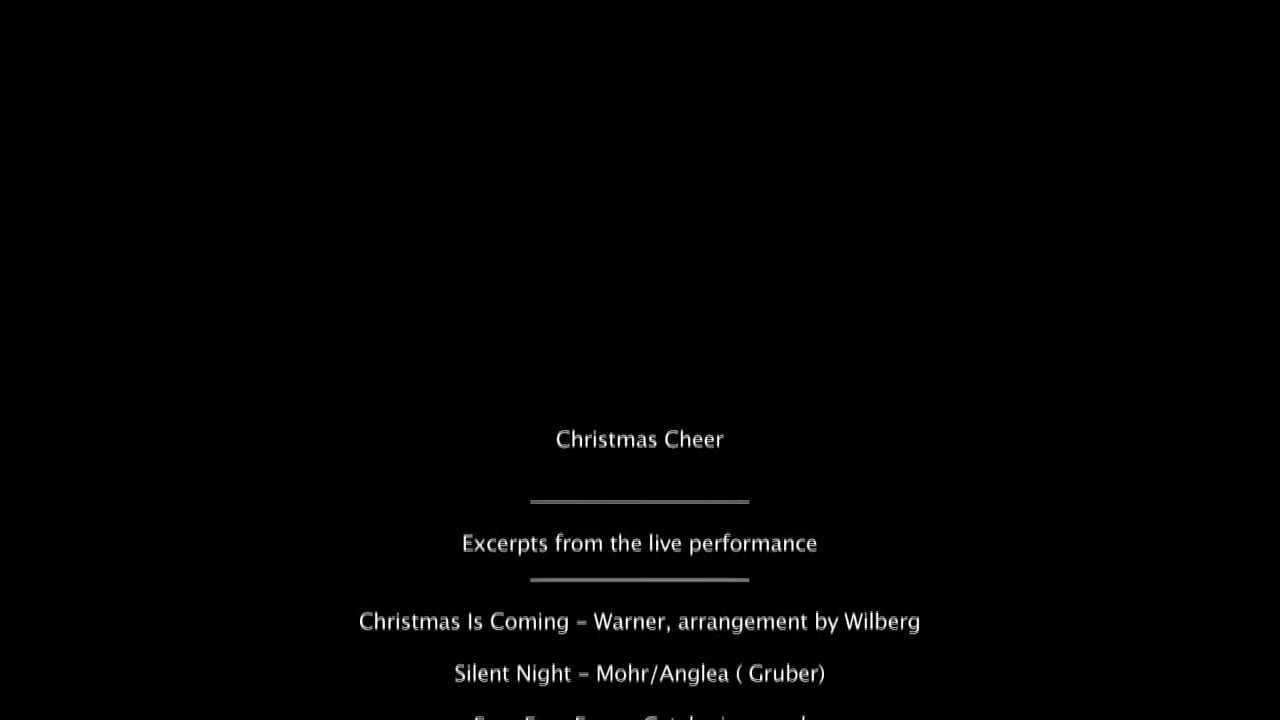 Christmas Cheer
Excerpts from the live performance
Christmas Is Coming - Warner, arrangement by Wilberg
Silent Night - Mohr/Anglea ( Gruber)